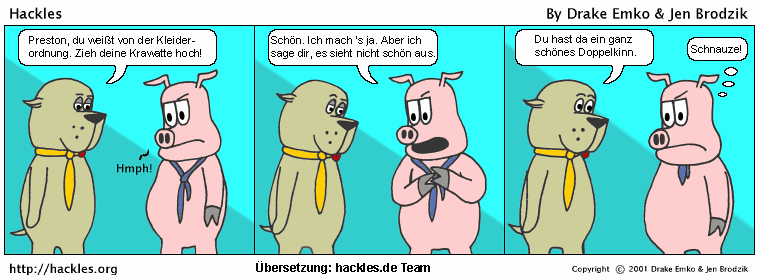 Hackles
By Drake Emko & Jen Brodzik
Preston, du weißt von der Kleider-
ordnung. Zieh deine Krawatte hoch!
Hmph!
Schön. Ich mach 's ja. Aber ich
sage dir, es sieht nicht schön aus.
Du hast da ein ganz
schönes Doppelkinn.
Schnauze!
http://hackles.org
Übersetzung: hackles.de Team
Copyright © 2001 Drake Emko & Jen Brodzik